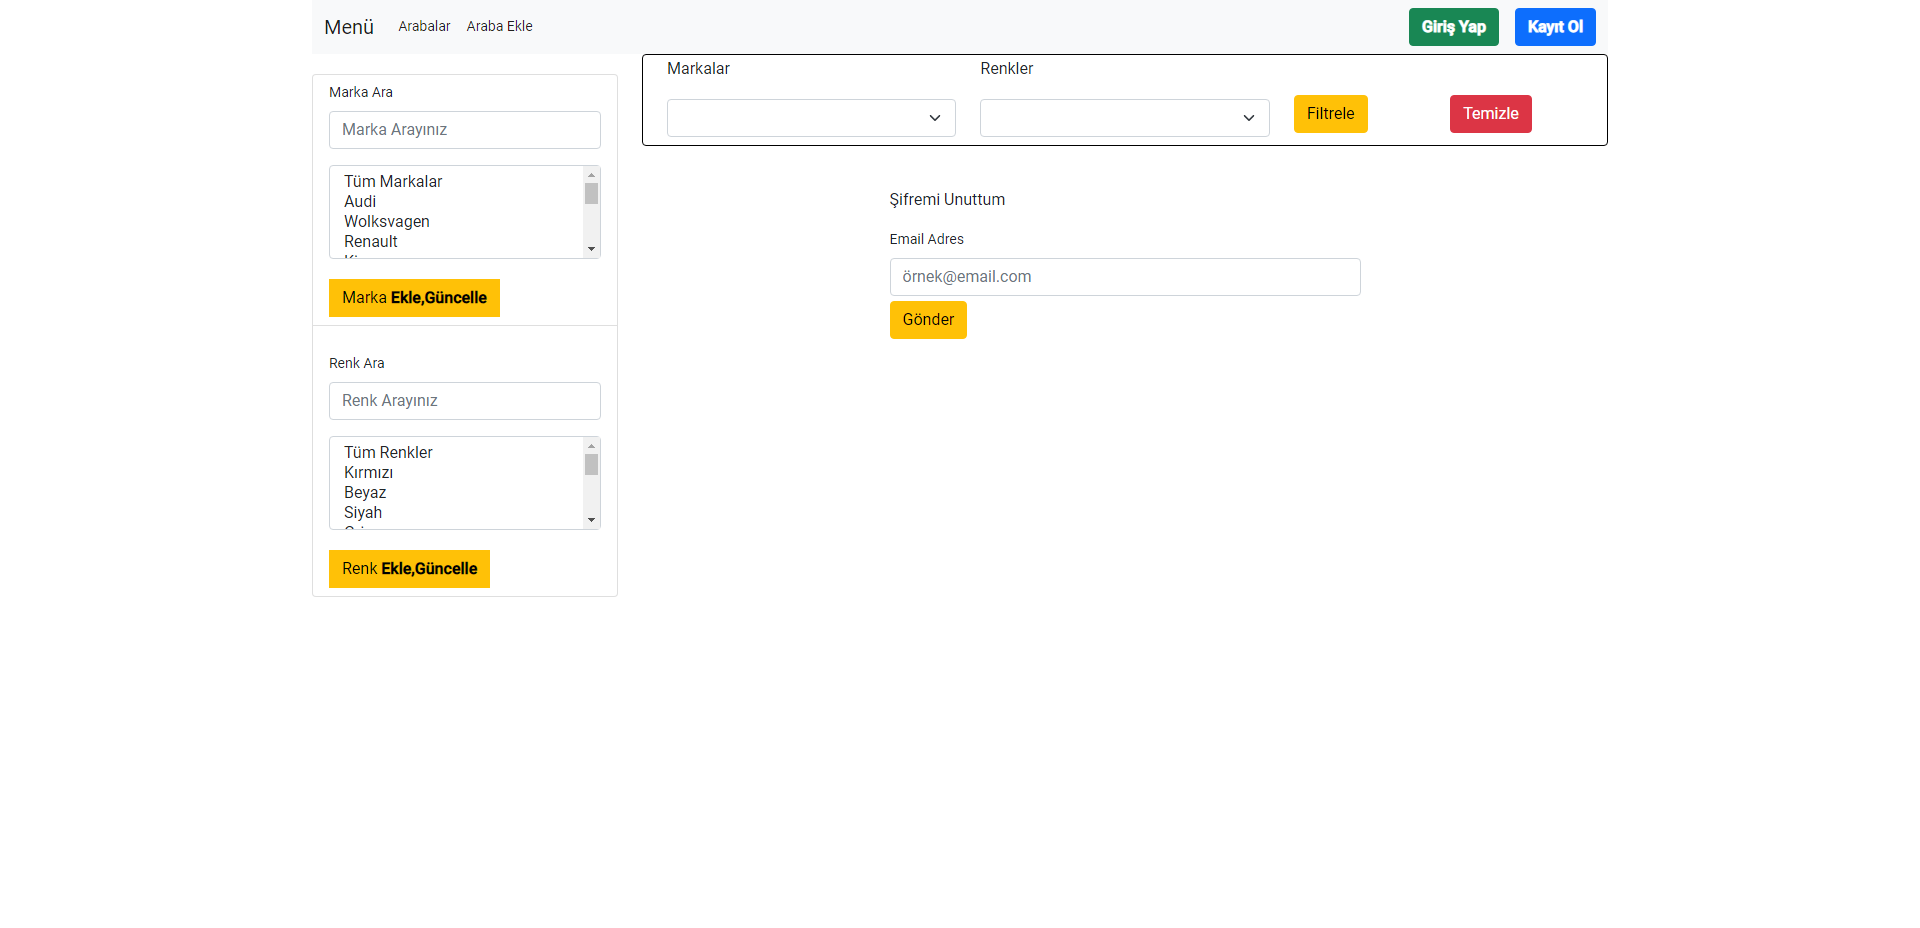 Menü Arabalar Araba Ekle Giriş Yap Kayıt Ol
Marka Ara
Marka Arayınız
Tüm Markalar
Audi
Wolksvagen
Renault
Marka Ekle,Güncelle
Renk Ara
Renk Arayınız
Tüm Renkler
Kırmızı
Beyaz
Siyah
Renk Ekle,Güncelle
Markalar Renkler
Filtrele Temizle
Şifremi Unuttum
Email Adres
örnek@email.com
Gönder